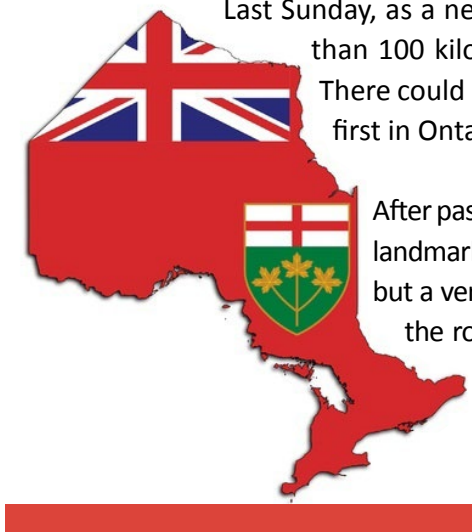 Last Sunday, as a ne
than 100 kilo
There could
first in Onta
After pas
landmar
but a ver
the ro